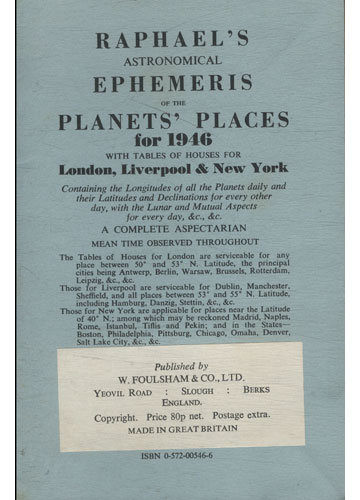 RAPHAEL'S
ASTRONOMICAL
EPHEMERIS
OF THE
PLANETS' PLACES
for 1946
WITH TABLES OF HOUSES FOR
London, Liverpool & New York
Containing the Longitudes of all the Planets daily and
their Latitudes and Declinations for every other
day, with the Lunar and Mutual Aspects
for every day, &c., &c.
A COMPLETE ASPECTARIAN
MEAN TIME OBSERVED THROUGHOUT
The Tables of Houses for London are serviceable for any
place between 50° and 53° N. Latitude, the principal
cities being Antwerp, Berlin, Warsaw, Brussels, Rotterdam,
Leipzig, &c., &c.
Those for Liverpool are serviceable for Dublin, Manchester,
Sheffield, and all places between 53° and 55° N. Latitude,
including Hamburg, Danzig, Stettin, &c., &c.
Those for New York are applicable for places near the Latitude
of 40° N.; among which may be reckoned Madrid, Naples,
Rome, Istanbul, Tiflis and Pekin; and in the States—
Boston, Philadelphia, Pittsburg, Chicago, Omaha, Denver,
Salt Lake City, &c., &c.
Published by
W. FOULSHAM & CO., LTD.
YEOVIL ROAD : SLOUGH : BERKS
ENGLAND.
Copyright. Price 80p net. Postage extra.
MADE IN GREAT BRITAIN
ISBN 0-572-00546-6